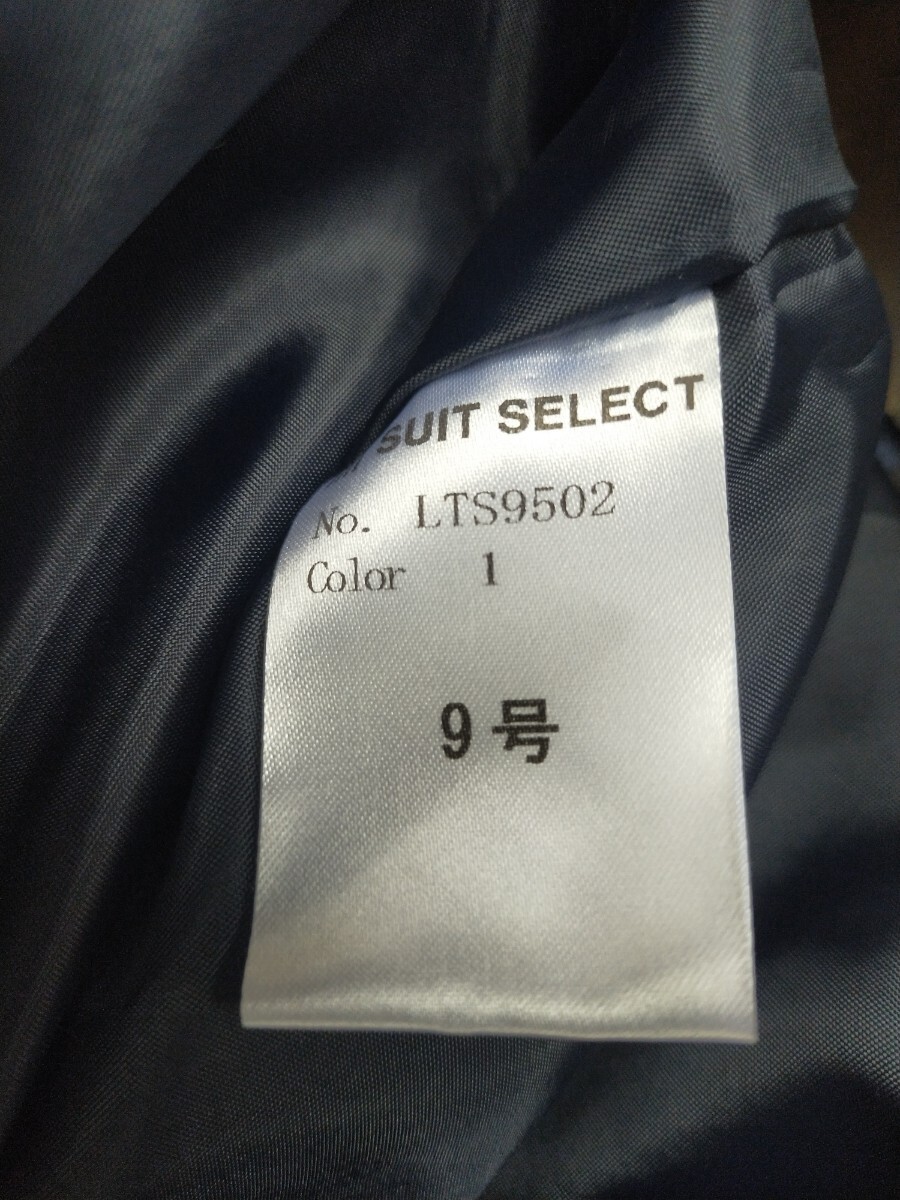 SUIT SELECT
No. LTS9502
Color 1
9号